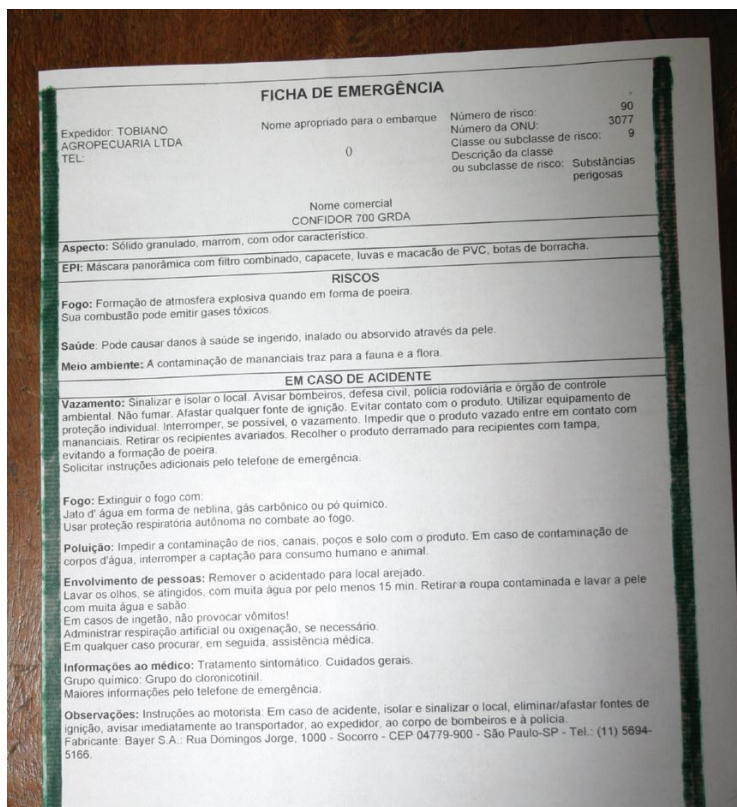 FICHA DE EMERGÊNCIA
Expedidor: TOBIANO
AGROPECUARIA LTDA
TEL:
Nome apropriado para o embarque
()
Número de risco: 90
Número da ONU: 3077
Classe ou subclasse de risco: 9
Descrição da classe
ou subclasse de risco: Substâncias
perigosas
Nome comercial
CONFIDOR 700 GRDA
Aspecto: Sólido granulado, marrom, com odor característico.
EPI: Máscara panorâmica com filtro combinado, capacete, luvas e macacão de PVC, botas de borracha.
RISCOS
Fogo: Formação de atmosfera explosiva quando em forma de poeira.
Sua combustão pode emitir gases tóxicos.
Saúde: Pode causar danos à saúde se ingerido, inalado ou absorvido através da pele.
Meio ambiente: A contaminação de mananciais traz para a fauna e a flora.
EM CASO DE ACIDENTE
Vazamento: Sinalizar e isolar o local. Avisar bombeiros, defesa civil, policia rodoviária e órgão de controle
ambiental. Não fumar. Afastar qualquer fonte de ignição. Evitar contato com o produto. Utilizar equipamento de
proteção individual. Interromper, se possível, o vazamento. Impedir que o produto vazado entre em contato com
mananciais. Retirar os recipientes avariados. Recolher o produto derramado para recipientes com tampa,
evitando a formação de poeira.
Solicitar instruções adicionais pelo telefone de emergência.
Fogo: Extinguir o fogo com:
Jato d' água em forma de neblina, gás carbônico ou pó químico.
Usar proteção respiratória autônoma no combate ao fogo.
Poluição: Impedir a contaminação de rios, canais, poços e solo com o produto. Em caso de contaminação de
corpos d'água, interromper a captação para consumo humano e animal.
Envolvimento de pessoas: Remover o acidentado para local arejado.
Lavar os olhos, se atingidos, com muita água por pelo menos 15 min. Retirar a roupa contaminada e lavar a pele
com muita água e sabão.
Em casos de ingetão, não provocar vômitos!
Administrar respiração artificial ou oxigenação, se necessário.
Em qualquer caso procurar, em seguida, assistência médica.
Informações ao médico: Tratamento sintomático. Cuidados gerais.
Grupo químico: Grupo do cloronicotinil.
Maiores informações pelo telefone de emergência.
Observações: Instruções ao motorista: Em caso de acidente, isolar e sinalizar o local, eliminar/afastar fontes de
ignição, avisar imediatamente ao transportador, ao expedidor, ao corpo de bombeiros e à policia.
Fabricante: Bayer S.A.: Rua Domingos Jorge, 1000 - Socorro - CEP 04779-900 - São Paulo-SP - Tel.: (11) 5694-
5166.